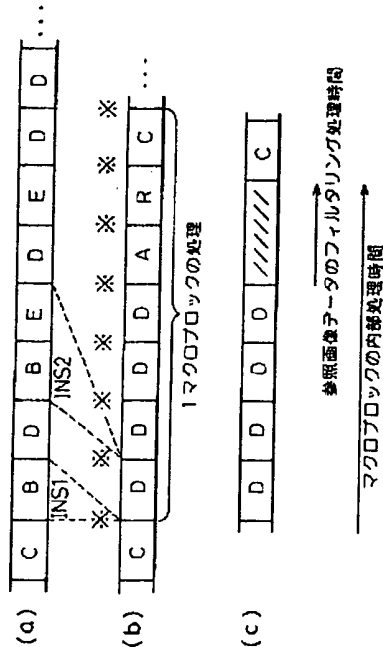 (a) C B D B E D E D D ...
INS1 INS2
※ ※ ※ ※ ※ ※ ※ ※
(b) C D D D D A R C ...
1マクロブロックの処理
(c) D D D D C
参照画像データのフィルタリング処理時間
マクロブロックの内部処理時間